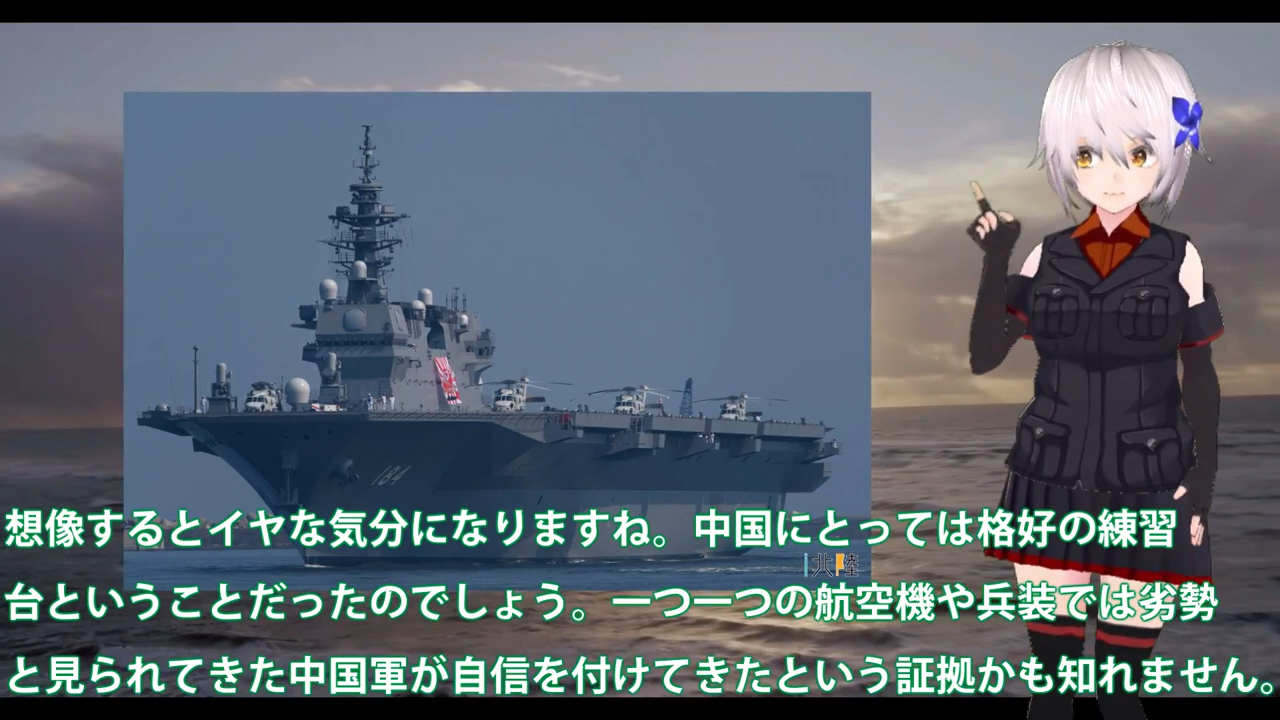 184
北陸
想像するとイヤな気分になりますね。中国にとっては格好の練習
台ということだったのでしょう。一つ一つの航空機や兵装では劣勢
と見られてきた中国軍が自信を付けてきたという証拠かも知れません。